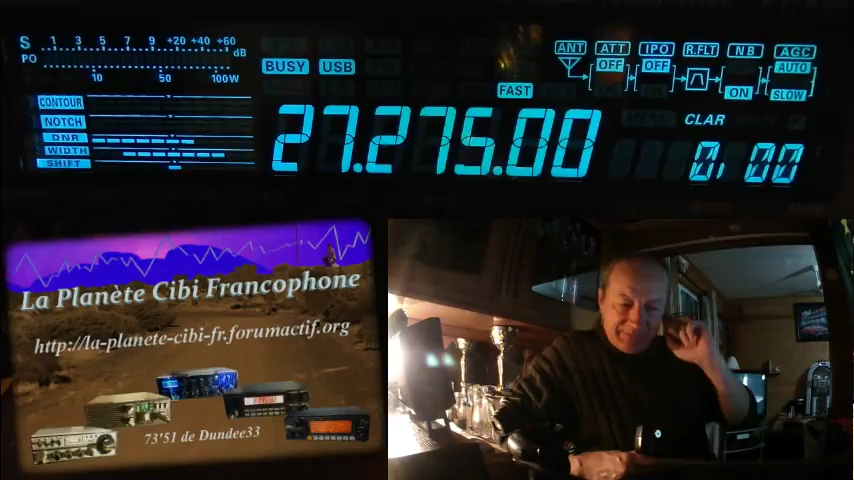 S 1 3 5 7 9 +20 +40 +60 dB
PO 10 50 100W
BUSY USB
ANT ATT IPO R.FLT NB AGC
OFF OFF AUTO
ON SLOW
FAST
CONTOUR
NOTCH
DNR
WIDTH
SHIFT
27.275.00
MENU CLAR
0. 00
La Planète Cibi Francophone
http://la-planete-cibi-fr.forumactif.org
73'51 de Dundee33